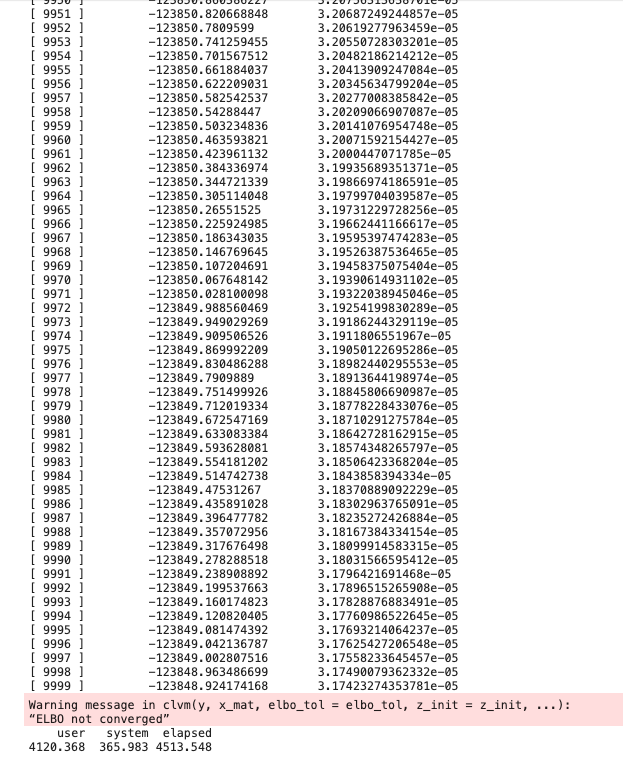 [ 9950 ] -123850.860386227
[ 9951 ] -123850.820668848 3.20687249244857e-05
[ 9952 ] -123850.7809599 3.20619277963459e-05
[ 9953 ] -123850.741259455 3.20550728303201e-05
[ 9954 ] -123850.701567512 3.20482186214212e-05
[ 9955 ] -123850.661884037 3.20413909247084e-05
[ 9956 ] -123850.622209031 3.20345634799204e-05
[ 9957 ] -123850.582542537 3.20277008385842e-05
[ 9958 ] -123850.54288447 3.20209066907087e-05
[ 9959 ] -123850.503234836 3.20141076954748e-05
[ 9960 ] -123850.463593821 3.20071592154427e-05
[ 9961 ] -123850.423961132 3.2000447071785e-05
[ 9962 ] -123850.384336974 3.19935689351371e-05
[ 9963 ] -123850.344721339 3.19866974186591e-05
[ 9964 ] -123850.305114048 3.19799704039587e-05
[ 9965 ] -123850.26551525 3.19731229728256e-05
[ 9966 ] -123850.225924985 3.19662441166617e-05
[ 9967 ] -123850.186343035 3.19595397474283e-05
[ 9968 ] -123850.146769645 3.19526387536465e-05
[ 9969 ] -123850.107204691 3.19458375075404e-05
[ 9970 ] -123850.067648142 3.19390614931102e-05
[ 9971 ] -123850.028100098 3.19322038945046e-05
[ 9972 ] -123849.988560469 3.19254199830289e-05
[ 9973 ] -123849.949029269 3.19186244329119e-05
[ 9974 ] -123849.909506526 3.1911806551967e-05
[ 9975 ] -123849.869992209 3.19050122695286e-05
[ 9976 ] -123849.830486288 3.18982440295553e-05
[ 9977 ] -123849.7909889 3.18913644198974e-05
[ 9978 ] -123849.751499926 3.18845806690987e-05
[ 9979 ] -123849.712019334 3.18778228433076e-05
[ 9980 ] -123849.672547169 3.18710291275784e-05
[ 9981 ] -123849.633083384 3.18642728162915e-05
[ 9982 ] -123849.593628081 3.18574348265797e-05
[ 9983 ] -123849.554181202 3.18506423368204e-05
[ 9984 ] -123849.514742738 3.1843858394334e-05
[ 9985 ] -123849.47531267 3.18370889092229e-05
[ 9986 ] -123849.435891028 3.18302963765091e-05
[ 9987 ] -123849.396477782 3.18235272426884e-05
[ 9988 ] -123849.357072956 3.18167384334154e-05
[ 9989 ] -123849.317676498 3.18099914583315e-05
[ 9990 ] -123849.278288518 3.18031566595412e-05
[ 9991 ] -123849.238908892 3.1796421691468e-05
[ 9992 ] -123849.199537663 3.17896515265908e-05
[ 9993 ] -123849.160174823 3.17828876883491e-05
[ 9994 ] -123849.120820405 3.17760986522645e-05
[ 9995 ] -123849.081474392 3.17693214064237e-05
[ 9996 ] -123849.042136787 3.17625427206548e-05
[ 9997 ] -123849.002807516 3.17558233645457e-05
[ 9998 ] -123848.963486699 3.17490079362332e-05
[ 9999 ] -123848.924174168 3.17423274353781e-05
Warning message in clvm(y, x_mat, elbo_tol = elbo_tol, z_init = z_init, ...):
“ELBO not converged”
user system elapsed
4120.368 365.983 4513.548